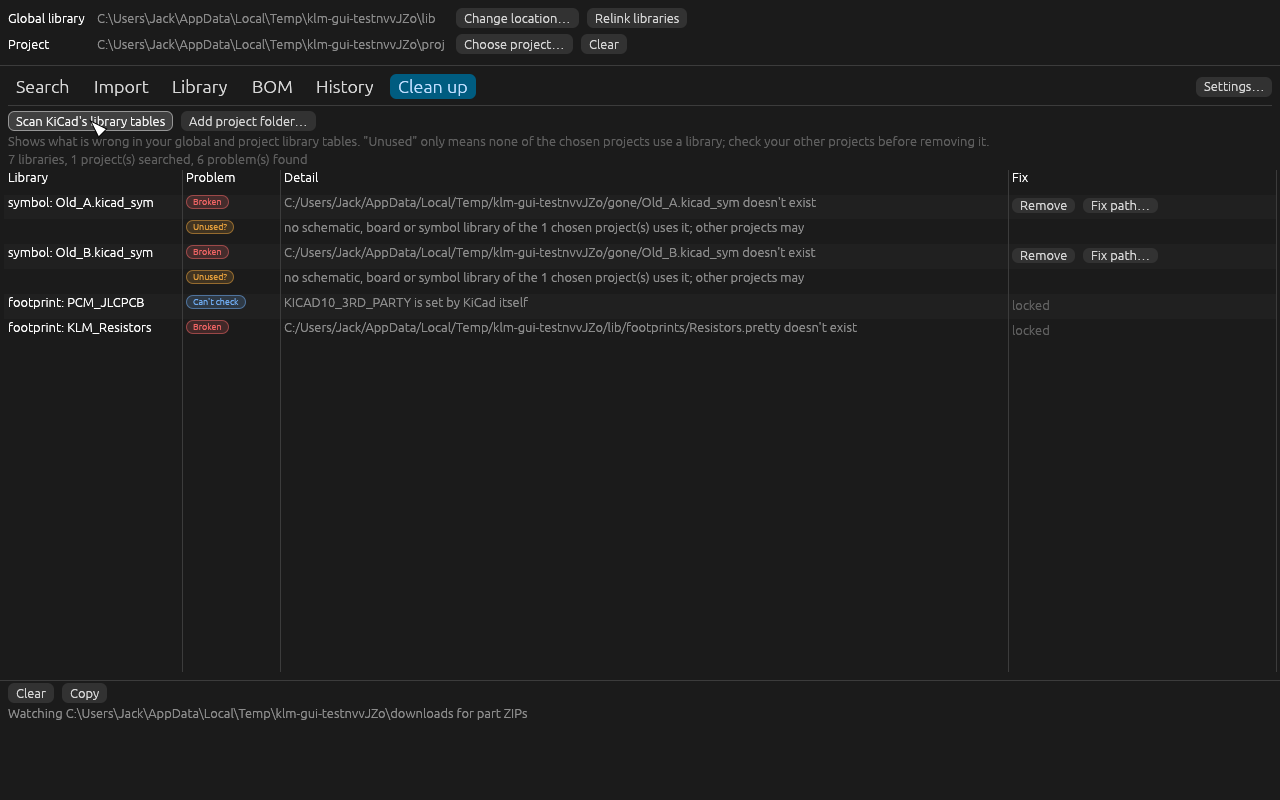 Global library C:\Users\Jack\AppData\Local\Temp\klm-gui-testnvvJZo\lib Change location... Relink libraries
Project C:\Users\Jack\AppData\Local\Temp\klm-gui-testnvvJZo\proj Choose project... Clear
Search Import Library BOM History Clean up Settings...
Scan KiCad's library tables Add project folder...
Shows what is wrong in your global and project library tables. "Unused" only means none of the chosen projects use a library; check your other projects before removing it.
7 libraries, 1 project(s) searched, 6 problem(s) found
Library Problem Detail Fix
symbol: Old_A.kicad_sym Broken C:/Users/Jack/AppData/Local/Temp/klm-gui-testnvvJZo/gone/Old_A.kicad_sym doesn't exist Remove Fix path...
Unused? no schematic, board or symbol library of the 1 chosen project(s) uses it; other projects may
symbol: Old_B.kicad_sym Broken C:/Users/Jack/AppData/Local/Temp/klm-gui-testnvvJZo/gone/Old_B.kicad_sym doesn't exist Remove Fix path...
Unused? no schematic, board or symbol library of the 1 chosen project(s) uses it; other projects may
footprint: PCM_JLCPCB Can't check KICAD10_3RD_PARTY is set by KiCad itself locked
footprint: KLM_Resistors Broken C:/Users/Jack/AppData/Local/Temp/klm-gui-testnvvJZo/lib/footprints/Resistors.pretty doesn't exist locked
Clear Copy
Watching C:\Users\Jack\AppData\Local\Temp\klm-gui-testnvvJZo\downloads for part ZIPs